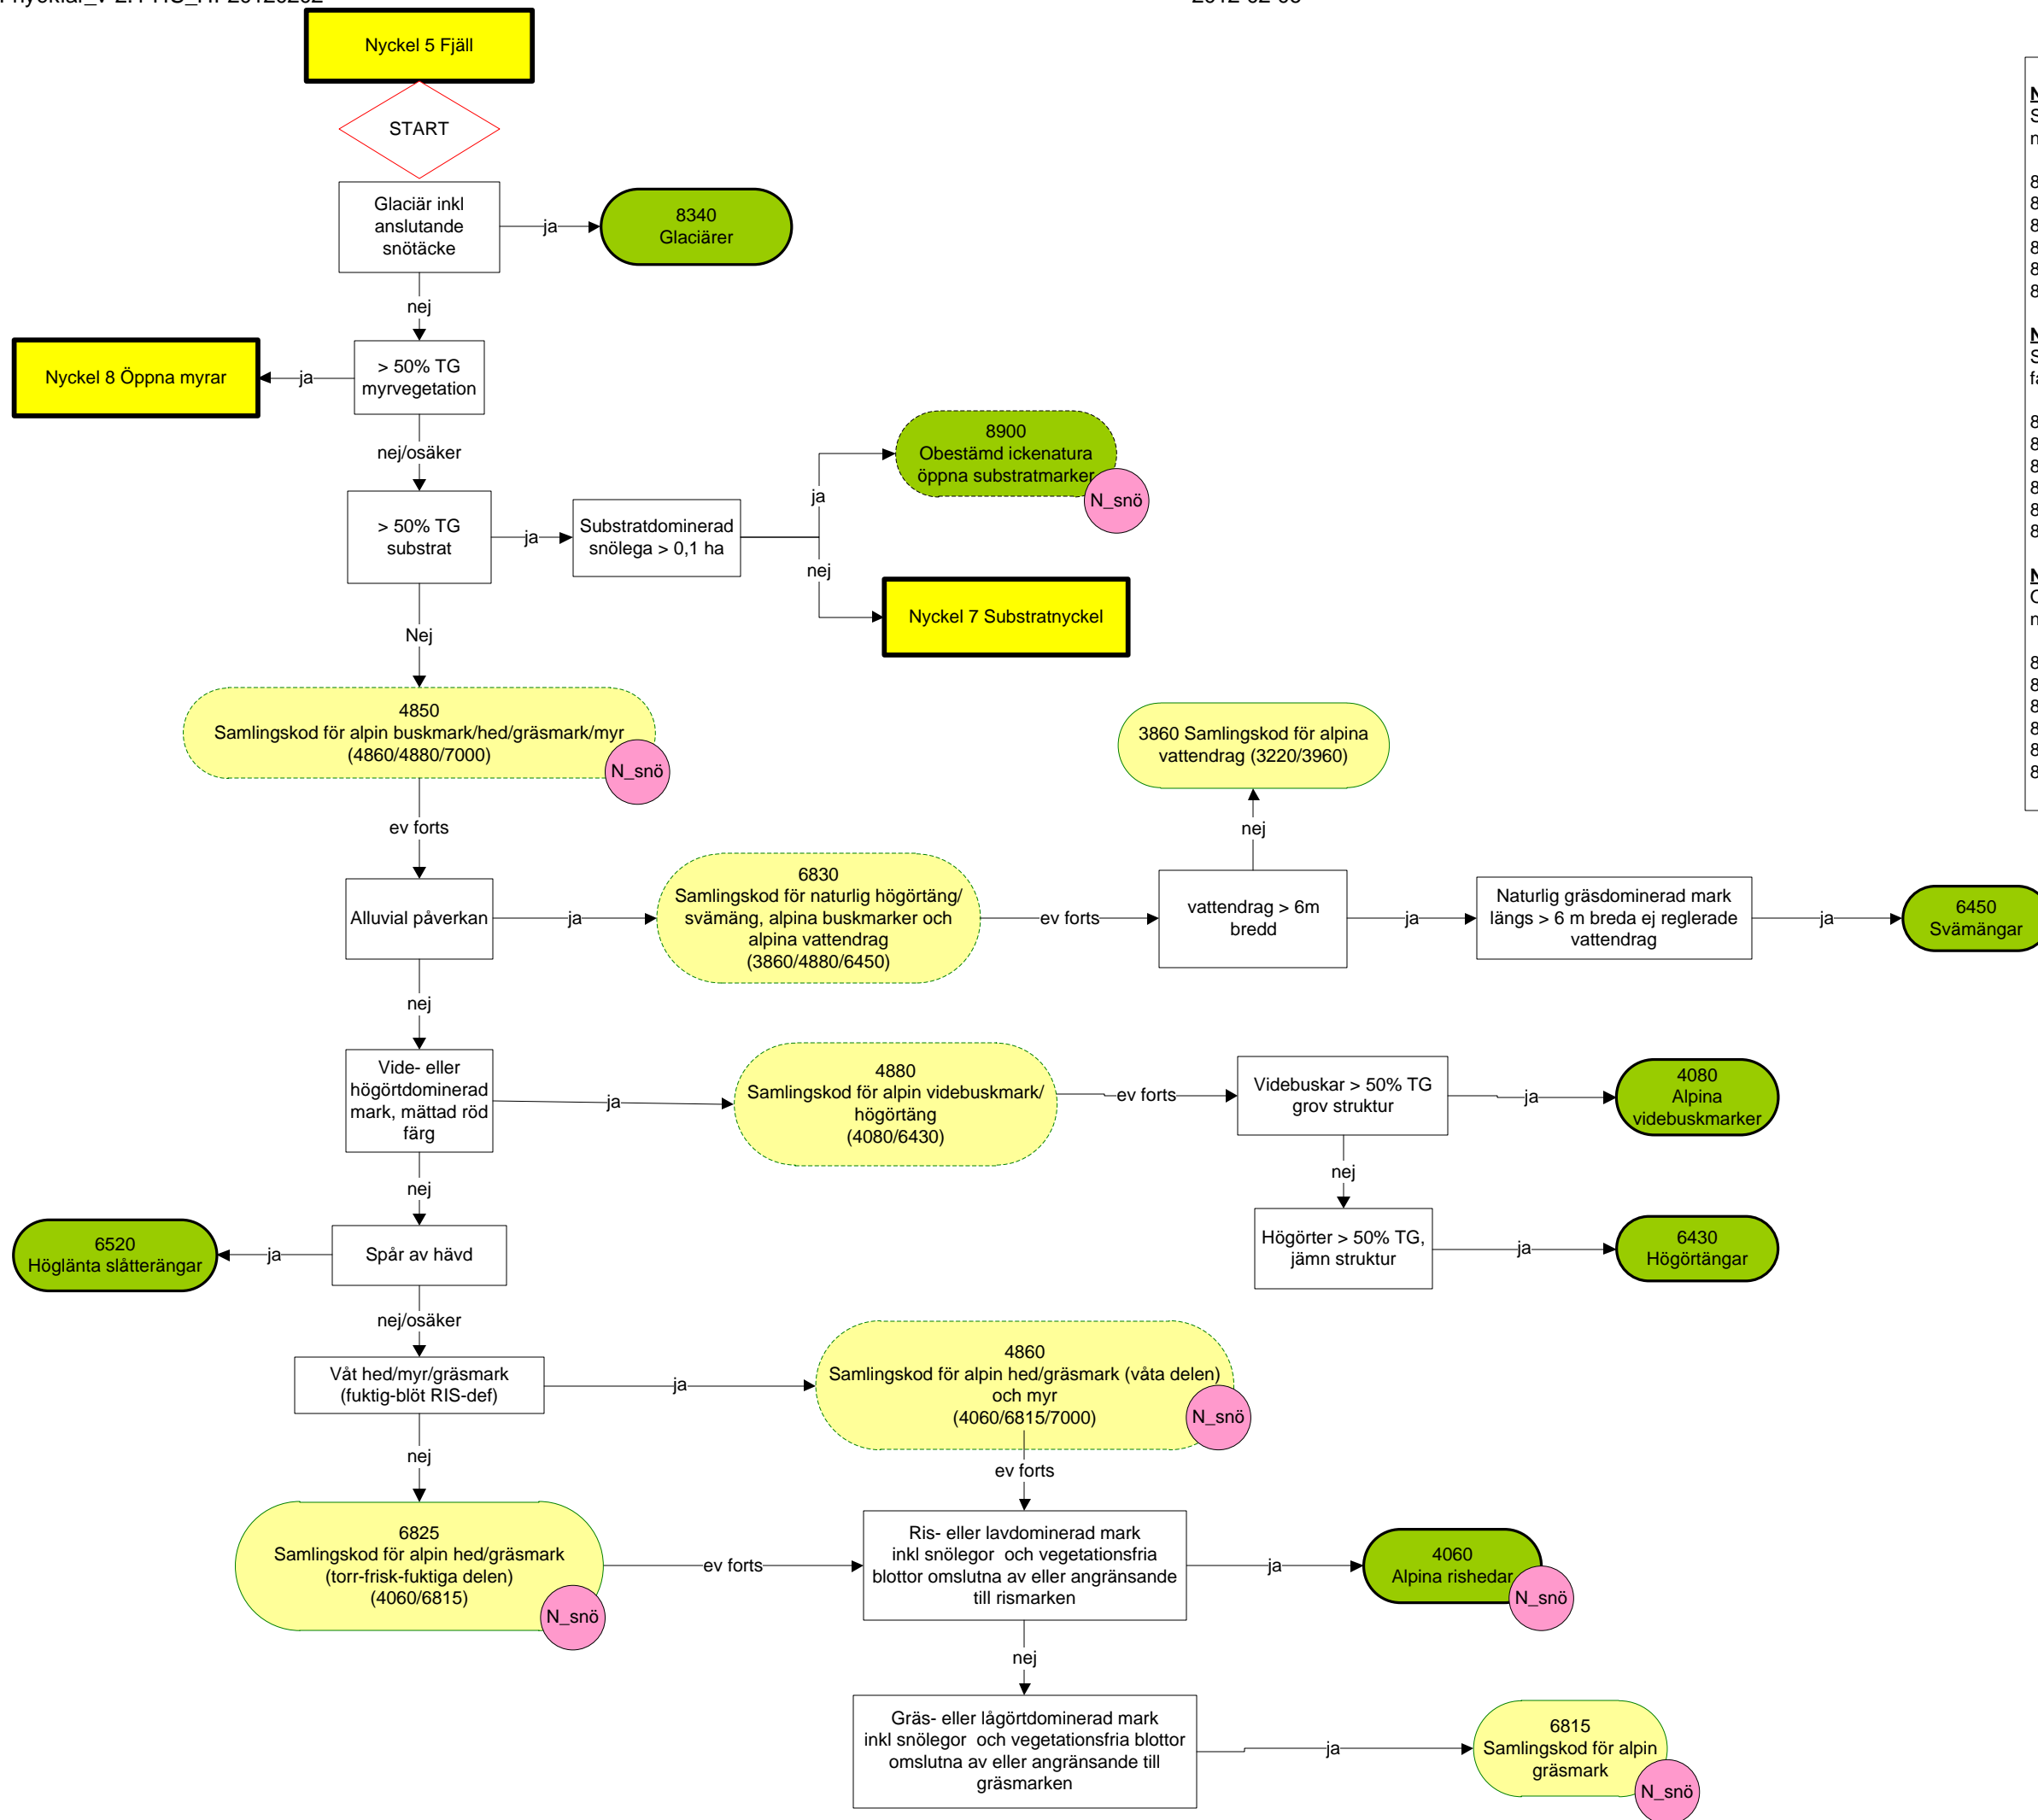 2012-02-03
Nyckel 5 Fjäll
START
Glaciär inkl
anslutande
snötäcke
ja
8340
Glaciärer
nej
> 50% TG
myrvegetation
ja
Nyckel 8 Öppna myrar
nej/osäker
> 50% TG
substrat
ja
Substratdominerad
snölega > 0,1 ha
ja
8900
Obestämd ickenatura
öppna substratmarker
N_snö
nej
Nyckel 7 Substratnyckel
Nej
4850
Samlingskod för alpin buskmark/hed/gräsmark/myr
(4860/4880/7000)
N_snö
ev forts
Alluvial påverkan
ja
6830
Samlingskod för naturlig högörtäng/
svämäng, alpina buskmarker och
alpina vattendrag
(3860/4880/6450)
ev forts
vattendrag > 6m
bredd
nej
3860 Samlingskod för alpina
vattendrag (3220/3960)
ja
Naturlig gräsdominerad mark
längs > 6 m breda ej reglerade
vattendrag
ja
6450
Svämängar
nej
Vide- eller
högörtdominerad
mark, mättad röd
färg
ja
4880
Samlingskod för alpin videbuskmark/
högörtäng
(4080/6430)
ev forts
Videbuskar > 50% TG
grov struktur
ja
4080
Alpina
videbuskmarker
nej
Högörter > 50% TG,
jämn struktur
ja
6430
Högörtängar
nej
Spår av hävd
ja
6520
Höglänta slåtterängar
nej/osäker
Våt hed/myr/gräsmark
(fuktig-blöt RIS-def)
ja
4860
Samlingskod för alpin hed/gräsmark (våta delen)
och myr
(4060/6815/7000)
N_snö
ev forts
nej
6825
Samlingskod för alpin hed/gräsmark
(torr-frisk-fuktiga delen)
(4060/6815)
N_snö
ev forts
Ris- eller lavdominerad mark
inkl snölegor och vegetationsfria
blottor omslutna av eller angränsande
till rismarken
ja
4060
Alpina rishedar
N_snö
nej
Gräs- eller lågörtdominerad mark
inkl snölegor och vegetationsfria blottor
omslutna av eller angränsande till
gräsmarken
ja
6815
Samlingskod för alpin
gräsmark
N_snö